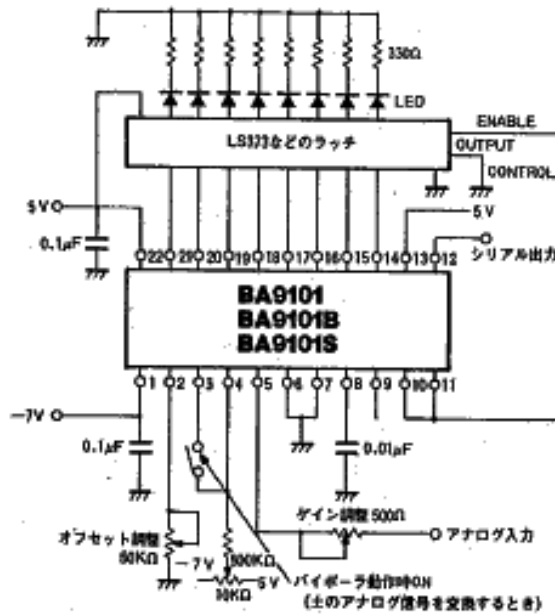 330Ω
LED
ENABLE
LS373などのラッチ
OUTPUT
CONTROL
5V
5V
0.1μF
シリアル出力
22 29 20 19 18 17 16 15 14 13 12
BA9101
BA9101B
BA9101S
1 2 3 4 5 6 7 8 9 10 11
-7V
0.1μF
0.01μF
ゲイン調整 500Ω
アナログ入力
オフセット調整
50KΩ
-7V
5V
10KΩ
バイポーラ動作時ON
(±のアナログ信号を変換するとき)